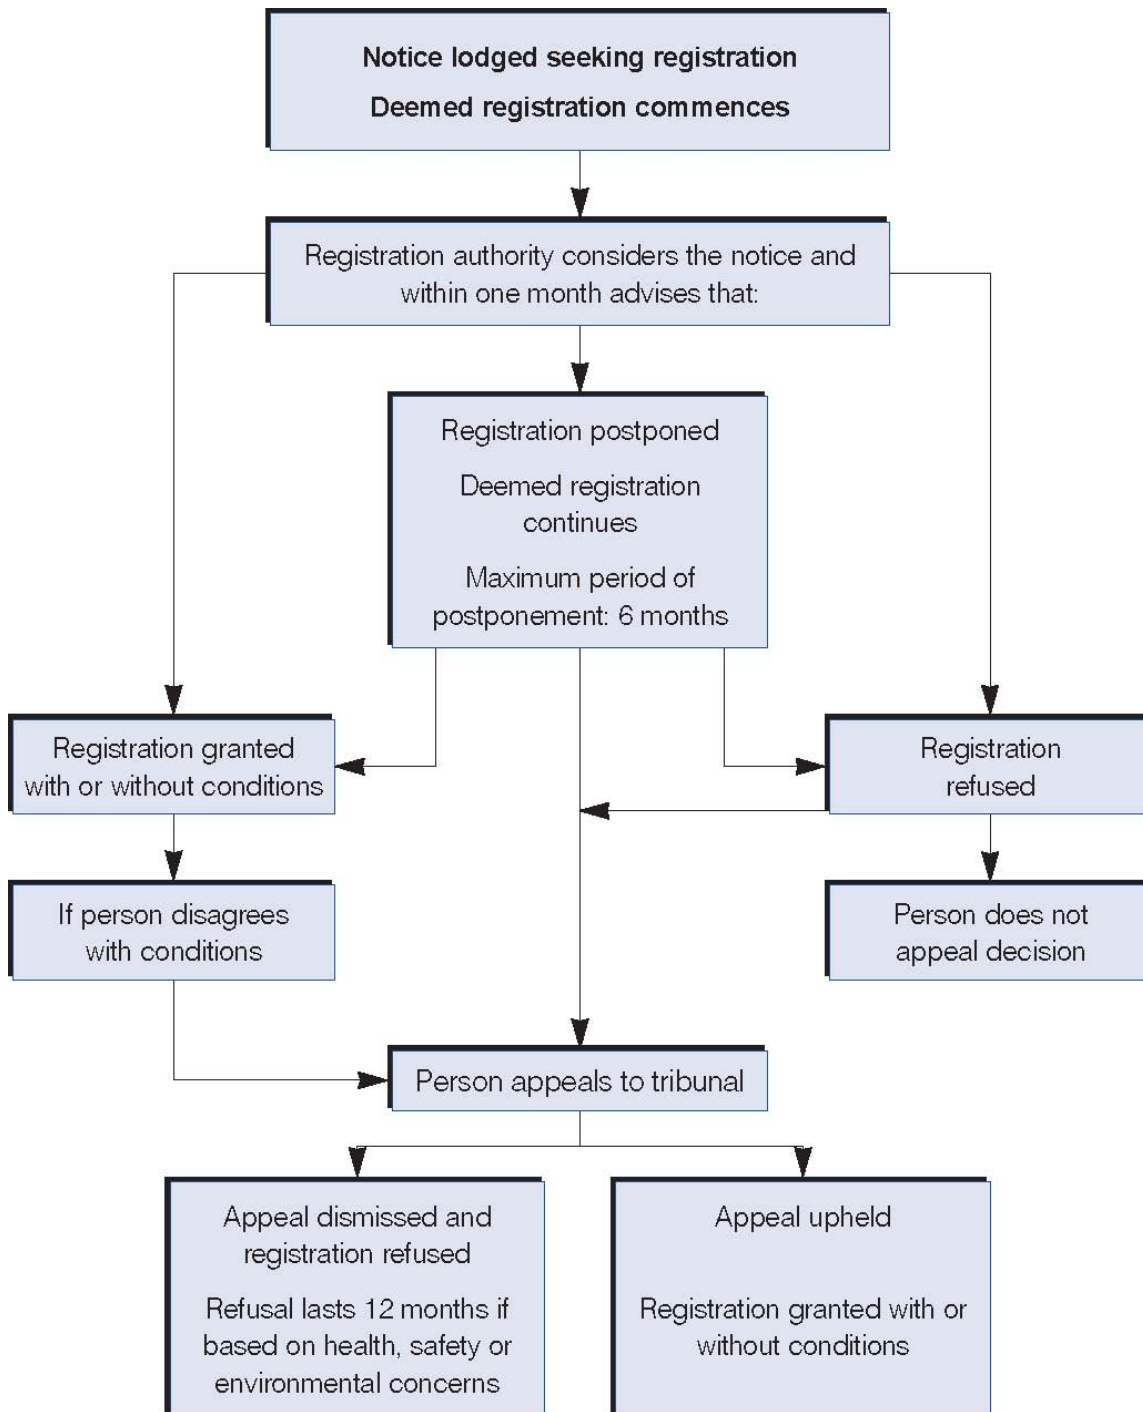 Notice lodged seeking registration
Deemed registration commences
Registration authority considers the notice and
within one month advises that:
Registration postponed
Deemed registration
continues
Maximum period of
postponement: 6 months
Registration granted
with or without conditions
Registration
refused
If person disagrees
with conditions
Person does not
appeal decision
Person appeals to tribunal
Appeal dismissed and
registration refused
Refusal lasts 12 months if
based on health, safety or
environmental concerns
Appeal upheld
Registration granted with or
without conditions